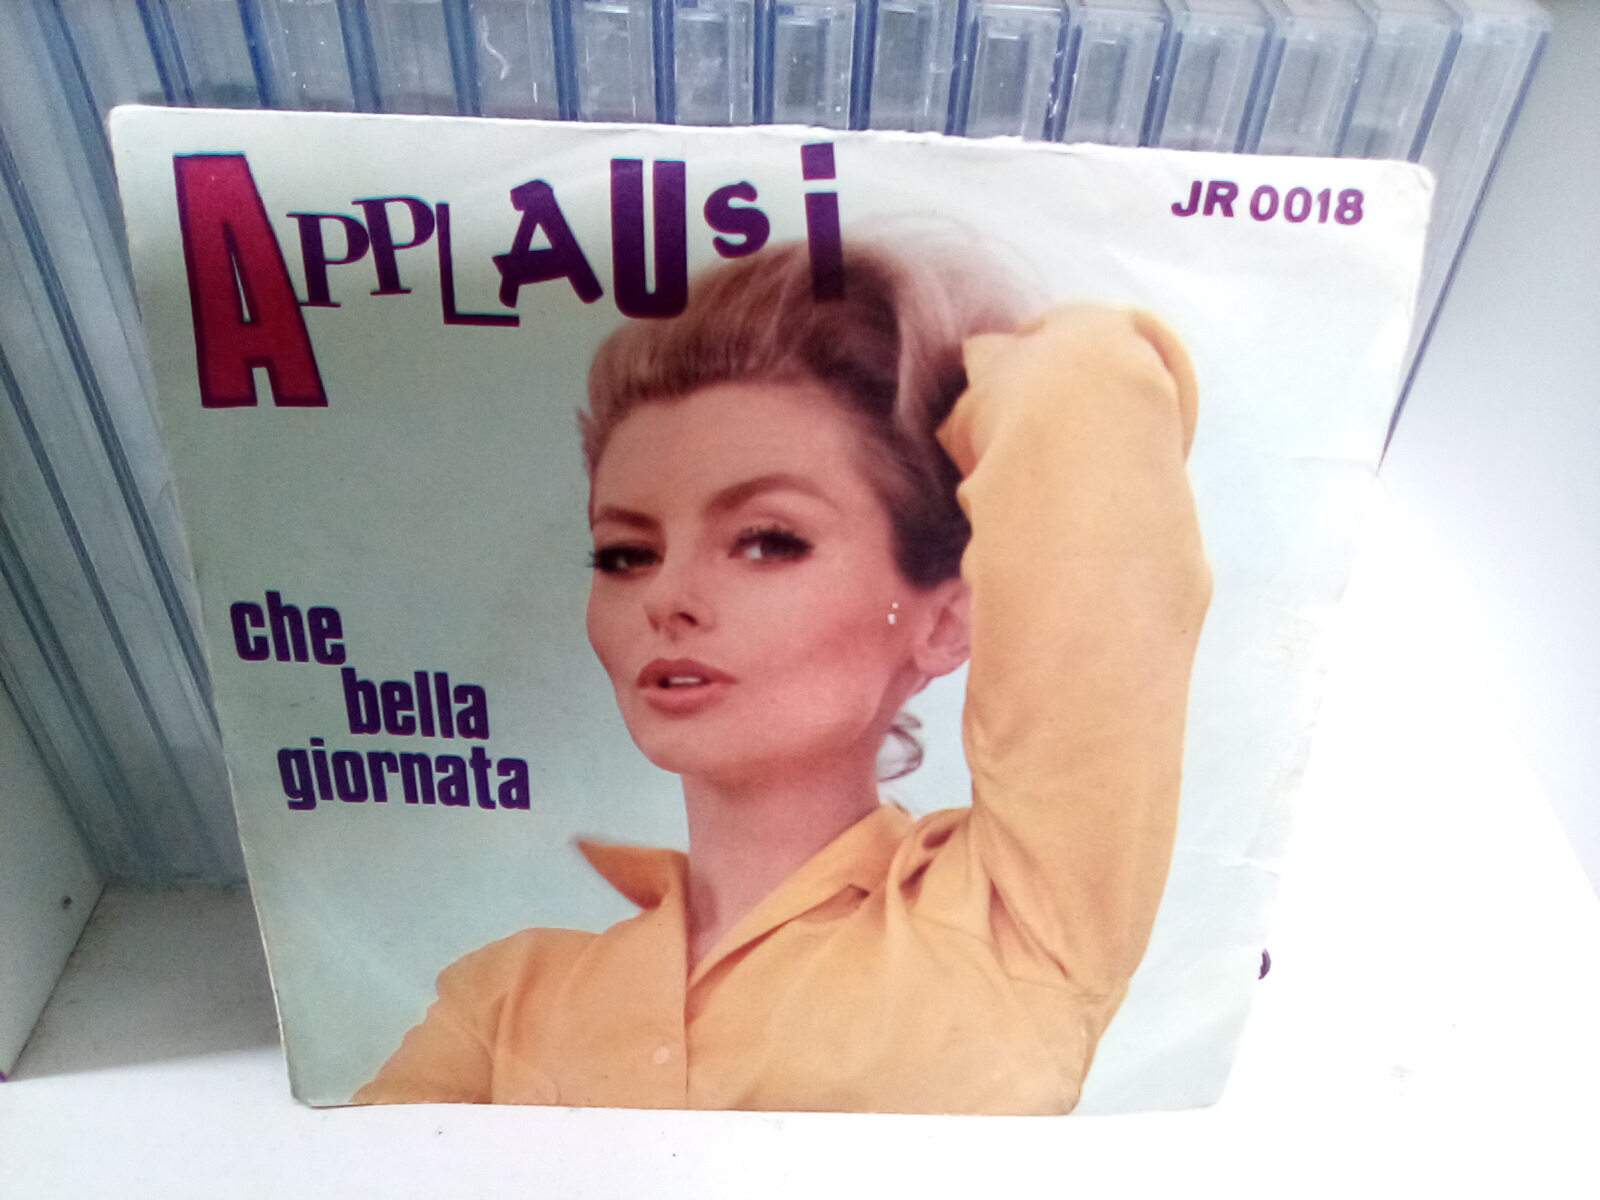 APPLAUSi
JR 0018
che
bella
giornata